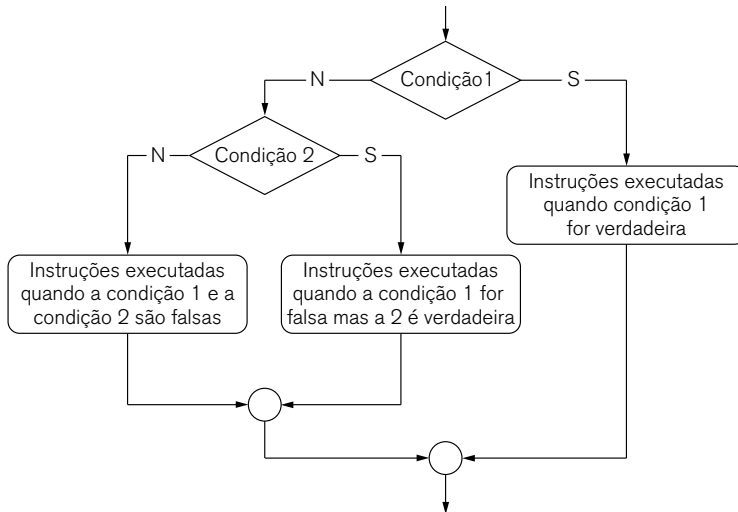 Condição1
N
S
Condição 2
N
S
Instruções executadas
quando condição 1
for verdadeira
Instruções executadas
quando a condição 1 e a
condição 2 são falsas
Instruções executadas
quando a condição 1 for
falsa mas a 2 é verdadeira